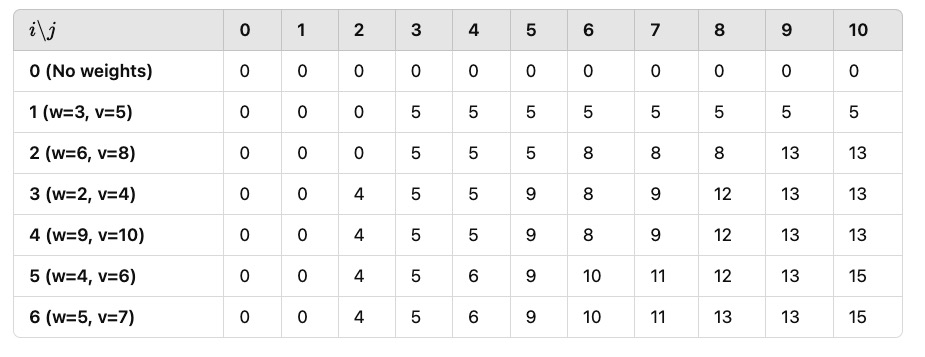 i\j 0 1 2 3 4 5 6 7 8 9 10
0 (No weights) 0 0 0 0 0 0 0 0 0 0 0
1 (w=3, v=5) 0 0 0 5 5 5 5 5 5 5 5
2 (w=6, v=8) 0 0 0 5 5 5 8 8 8 13 13
3 (w=2, v=4) 0 0 4 5 5 9 8 9 12 13 13
4 (w=9, v=10) 0 0 4 5 5 9 8 9 12 13 13
5 (w=4, v=6) 0 0 4 5 6 9 10 11 12 13 15
6 (w=5, v=7) 0 0 4 5 6 9 10 11 13 13 15